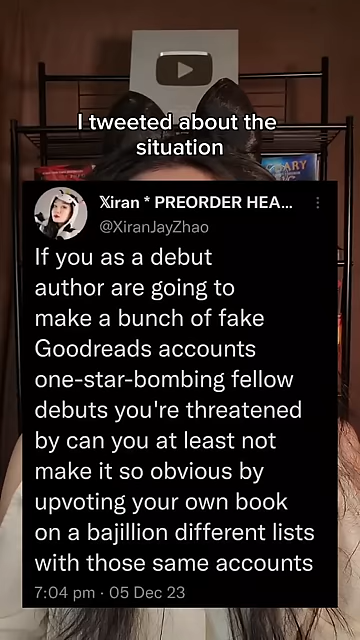 I tweeted about the
situation
Xiran * PREORDER HEA...
@XiranJayZhao
If you as a debut
author are going to
make a bunch of fake
Goodreads accounts
one-star-bombing fellow
debuts you're threatened
by can you at least not
make it so obvious by
upvoting your own book
on a bajillion different lists
with those same accounts
7:04 pm · 05 Dec 23